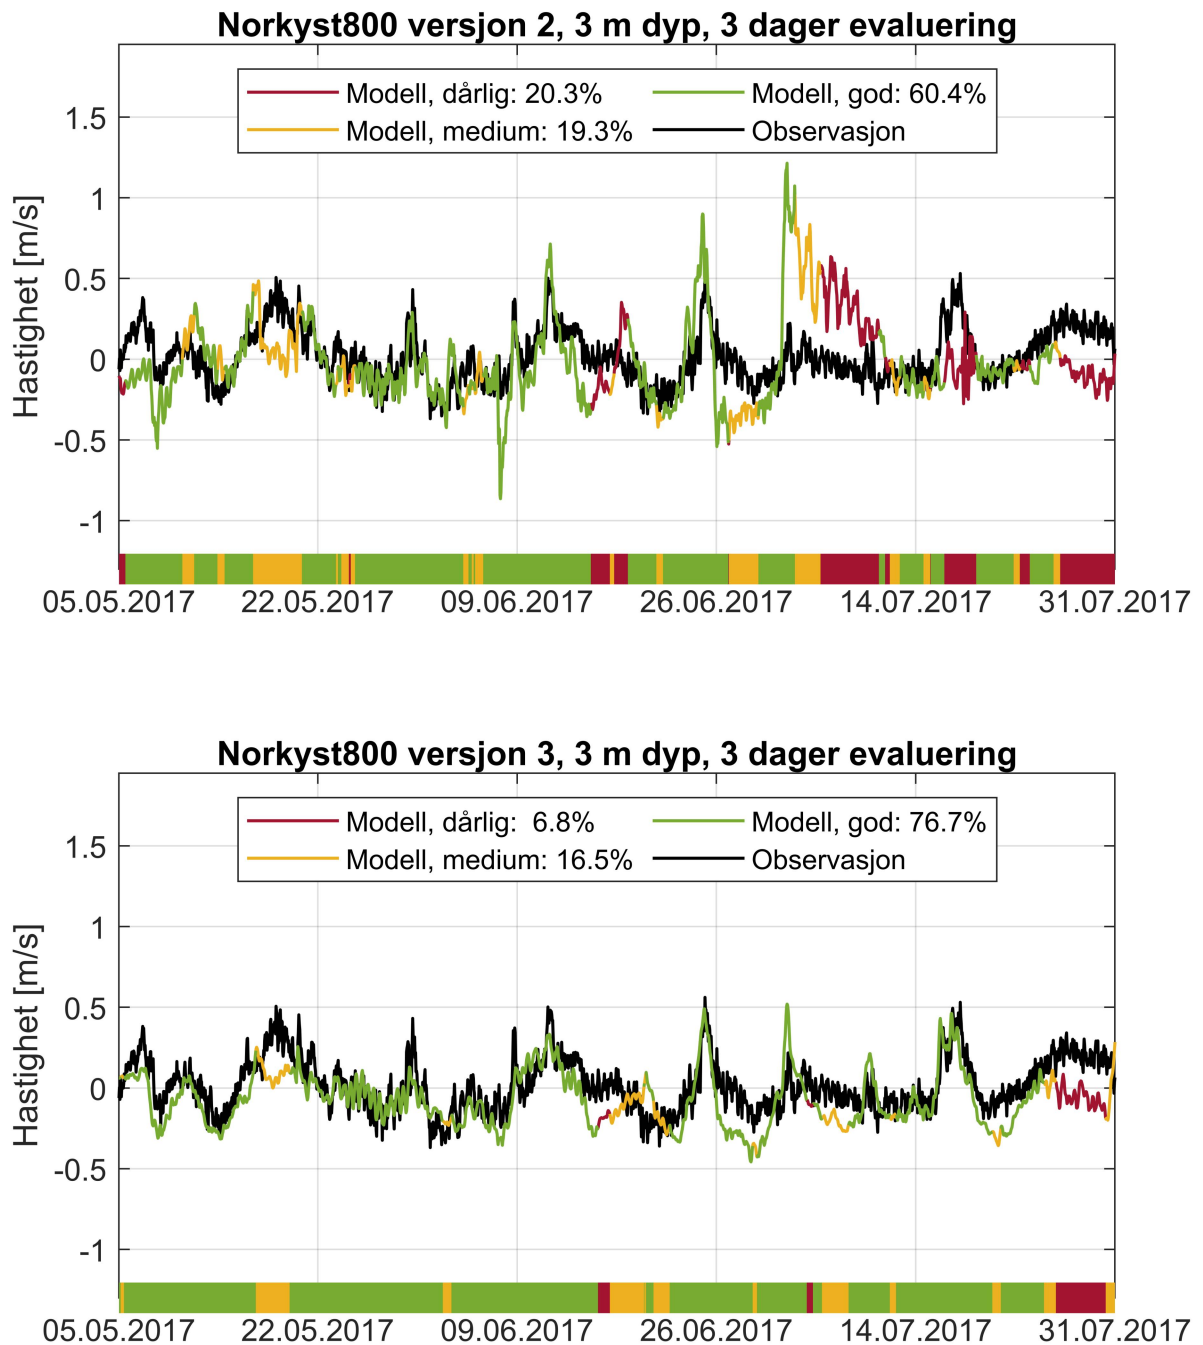 Norkyst800 versjon 2, 3 m dyp, 3 dager evaluering
Modell, dårlig: 20.3%
Modell, god: 60.4%
Modell, medium: 19.3%
Observasjon
Hastighet [m/s]
1.5
1
0.5
0
-0.5
-1
05.05.2017
22.05.2017
09.06.2017
26.06.2017
14.07.2017
31.07.2017
Norkyst800 versjon 3, 3 m dyp, 3 dager evaluering
Modell, dårlig: 6.8%
Modell, god: 76.7%
Modell, medium: 16.5%
Observasjon
Hastighet [m/s]
1.5
1
0.5
0
-0.5
-1
05.05.2017
22.05.2017
09.06.2017
26.06.2017
14.07.2017
31.07.2017